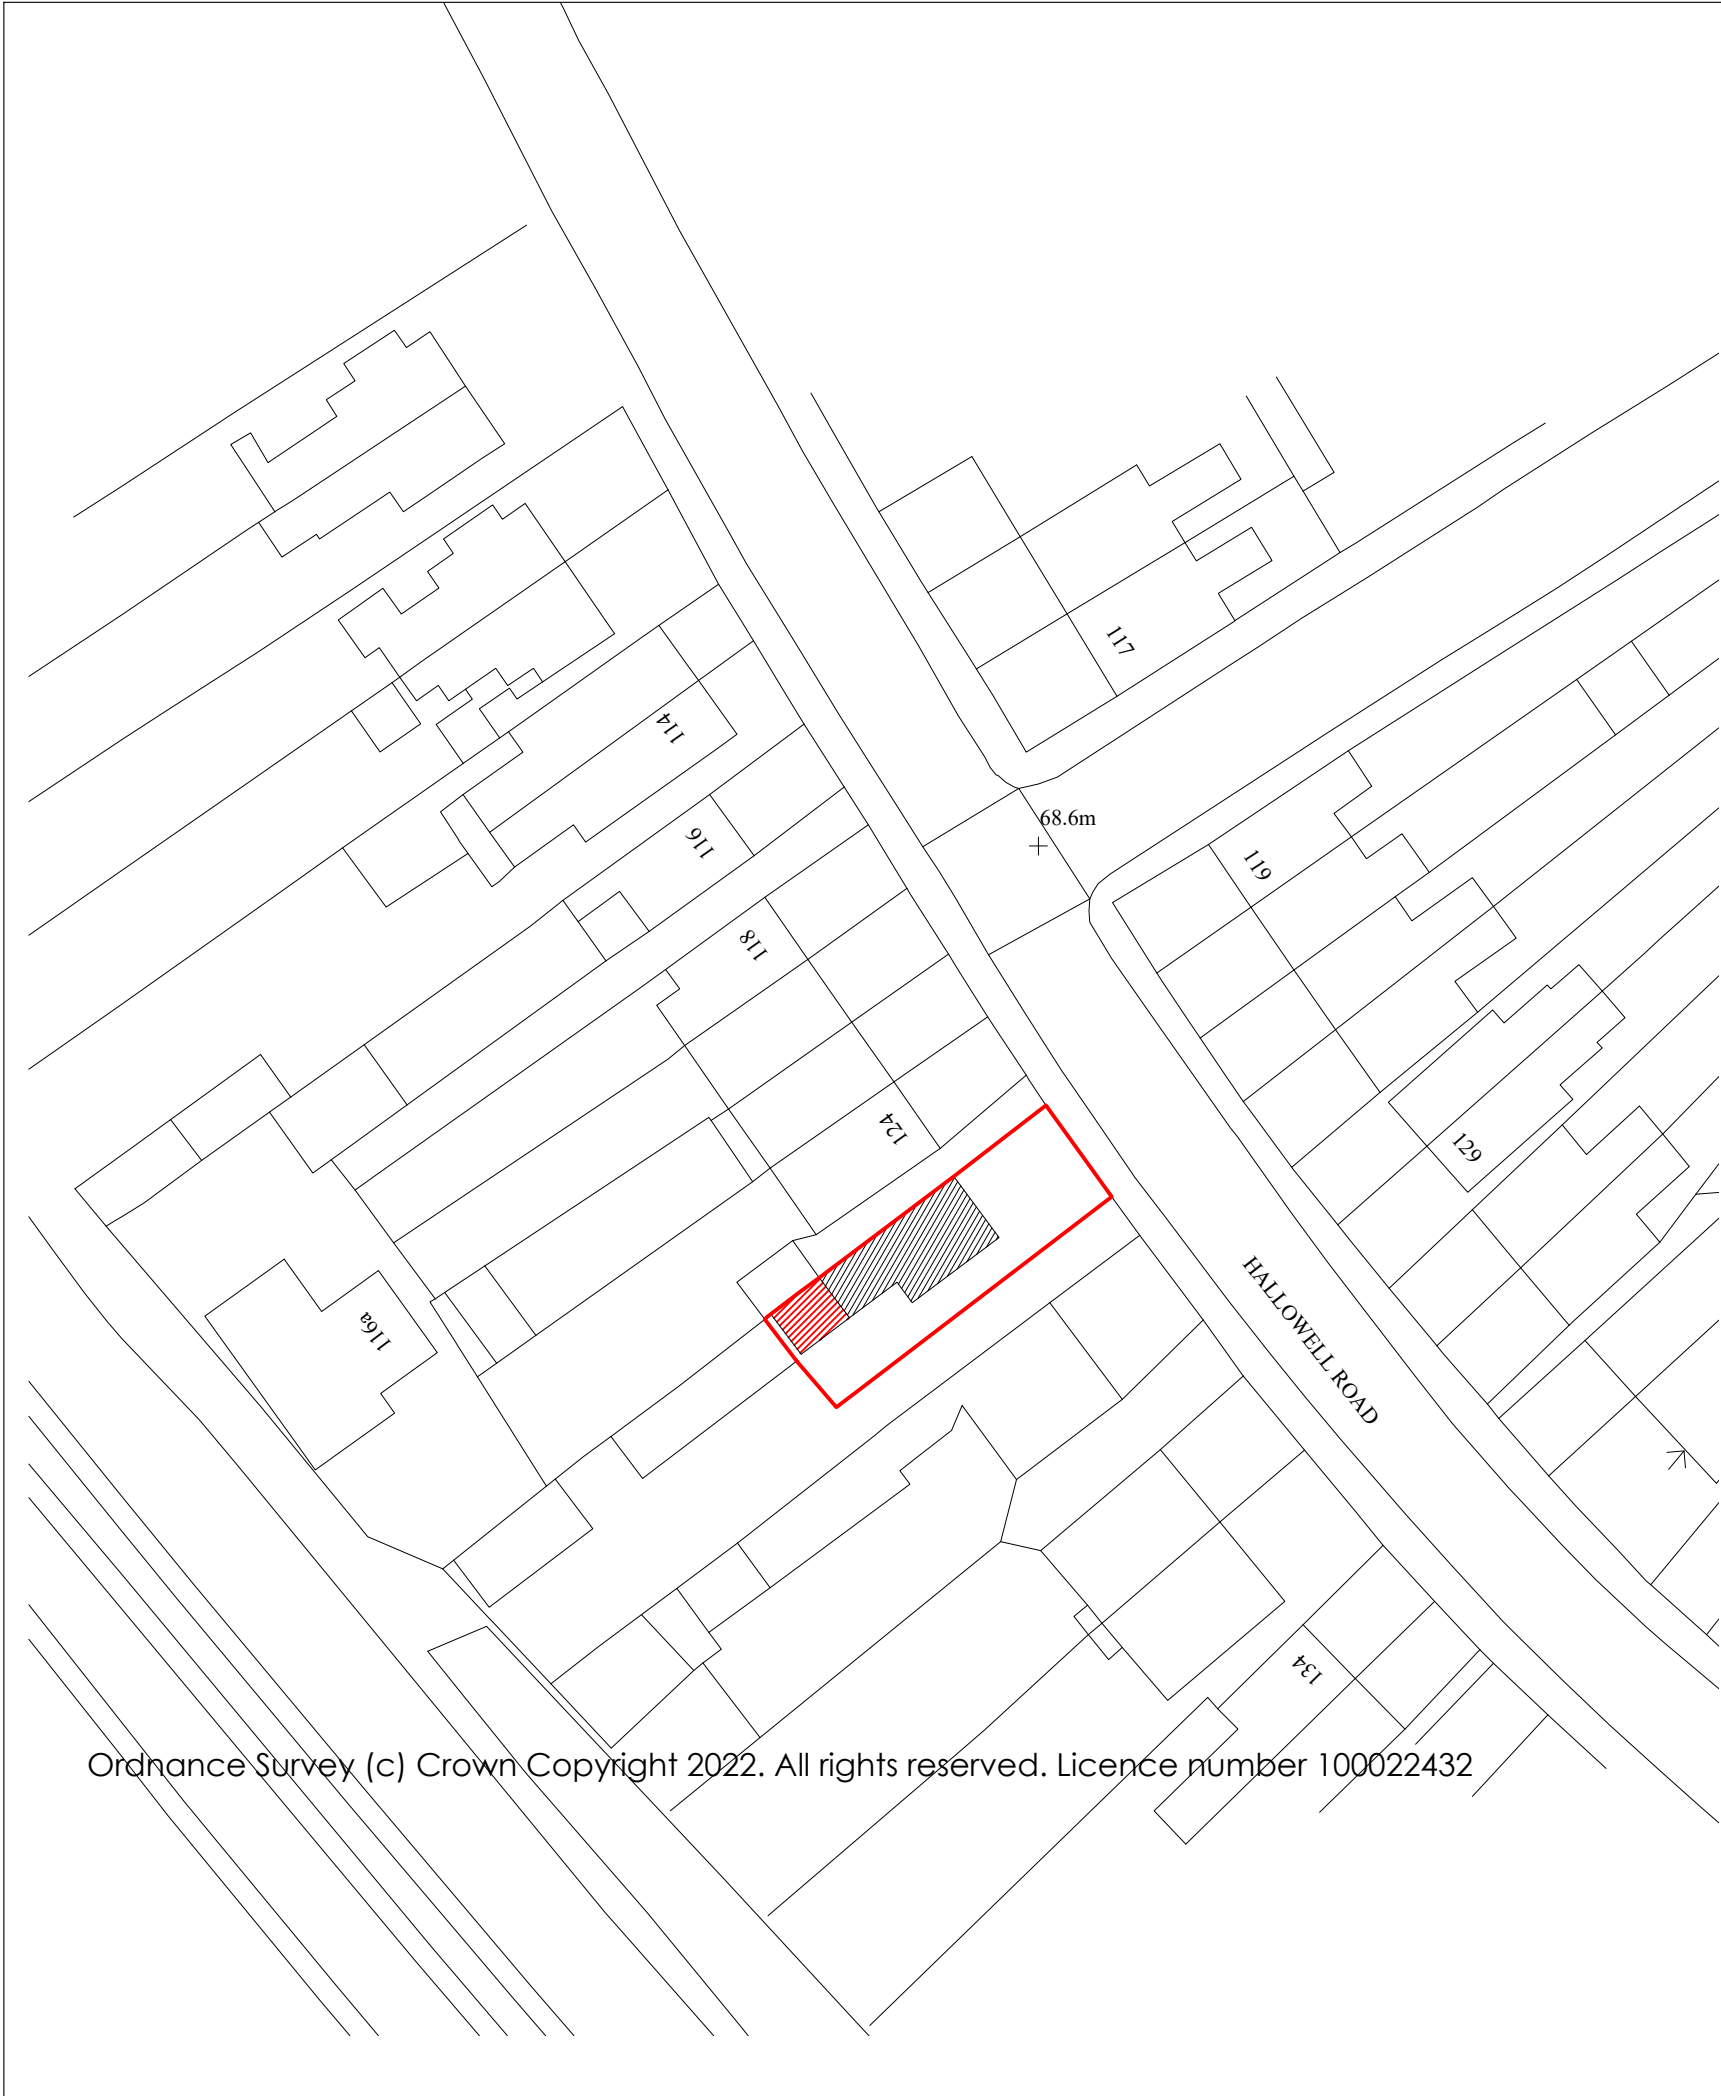 117
114
68.6m
116
119
118
124
129
HALLOWELL ROAD
116a
134
Ordnance Survey (c) Crown Copyright 2022. All rights reserved. Licence number 100022432